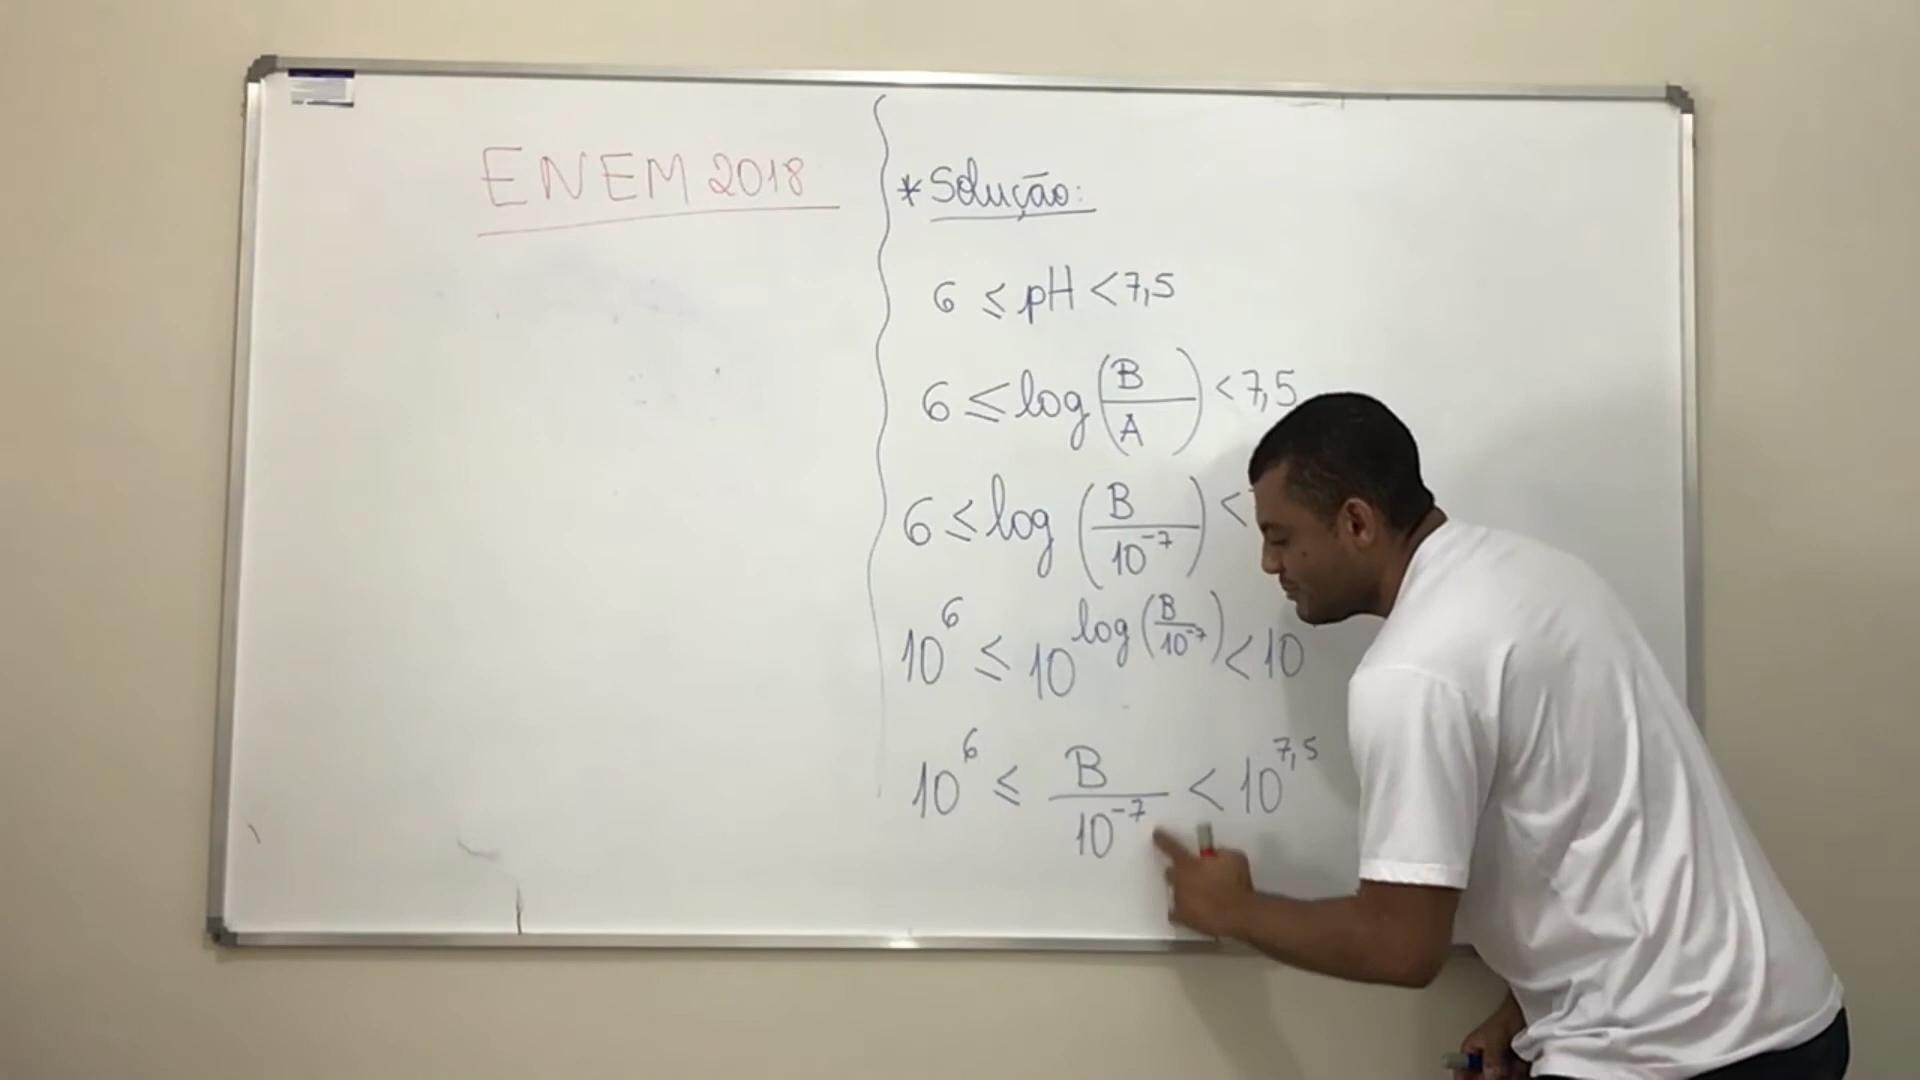 ENEM 2018
* Solução:
6 ≤ pH < 7,5
6 ≤ log(B/A) < 7,5
6 ≤ log(B/10⁻⁷) <
10⁶ ≤ 10^log(B/10⁻⁷) < 10
10⁶ ≤ B/10⁻⁷ < 10^7,5